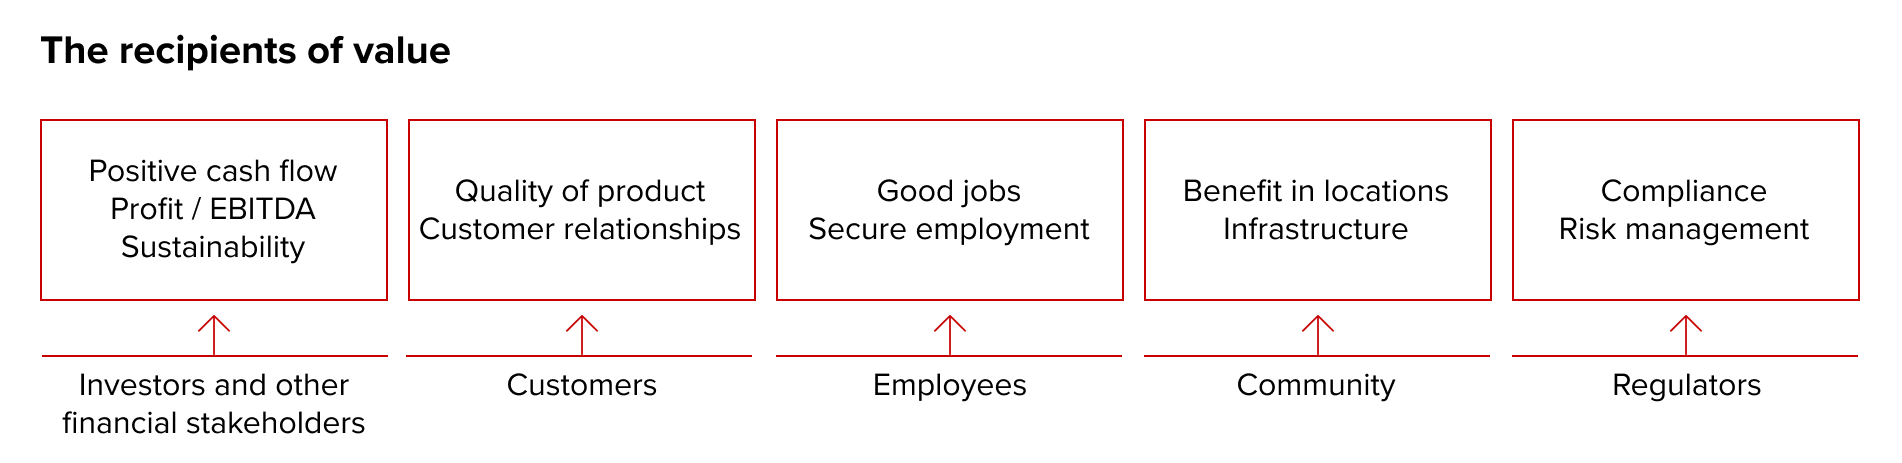 The recipients of value
Positive cash flow
Profit / EBITDA
Sustainability
Quality of product
Customer relationships
Good jobs
Secure employment
Benefit in locations
Infrastructure
Compliance
Risk management
Investors and other
financial stakeholders
Customers
Employees
Community
Regulators